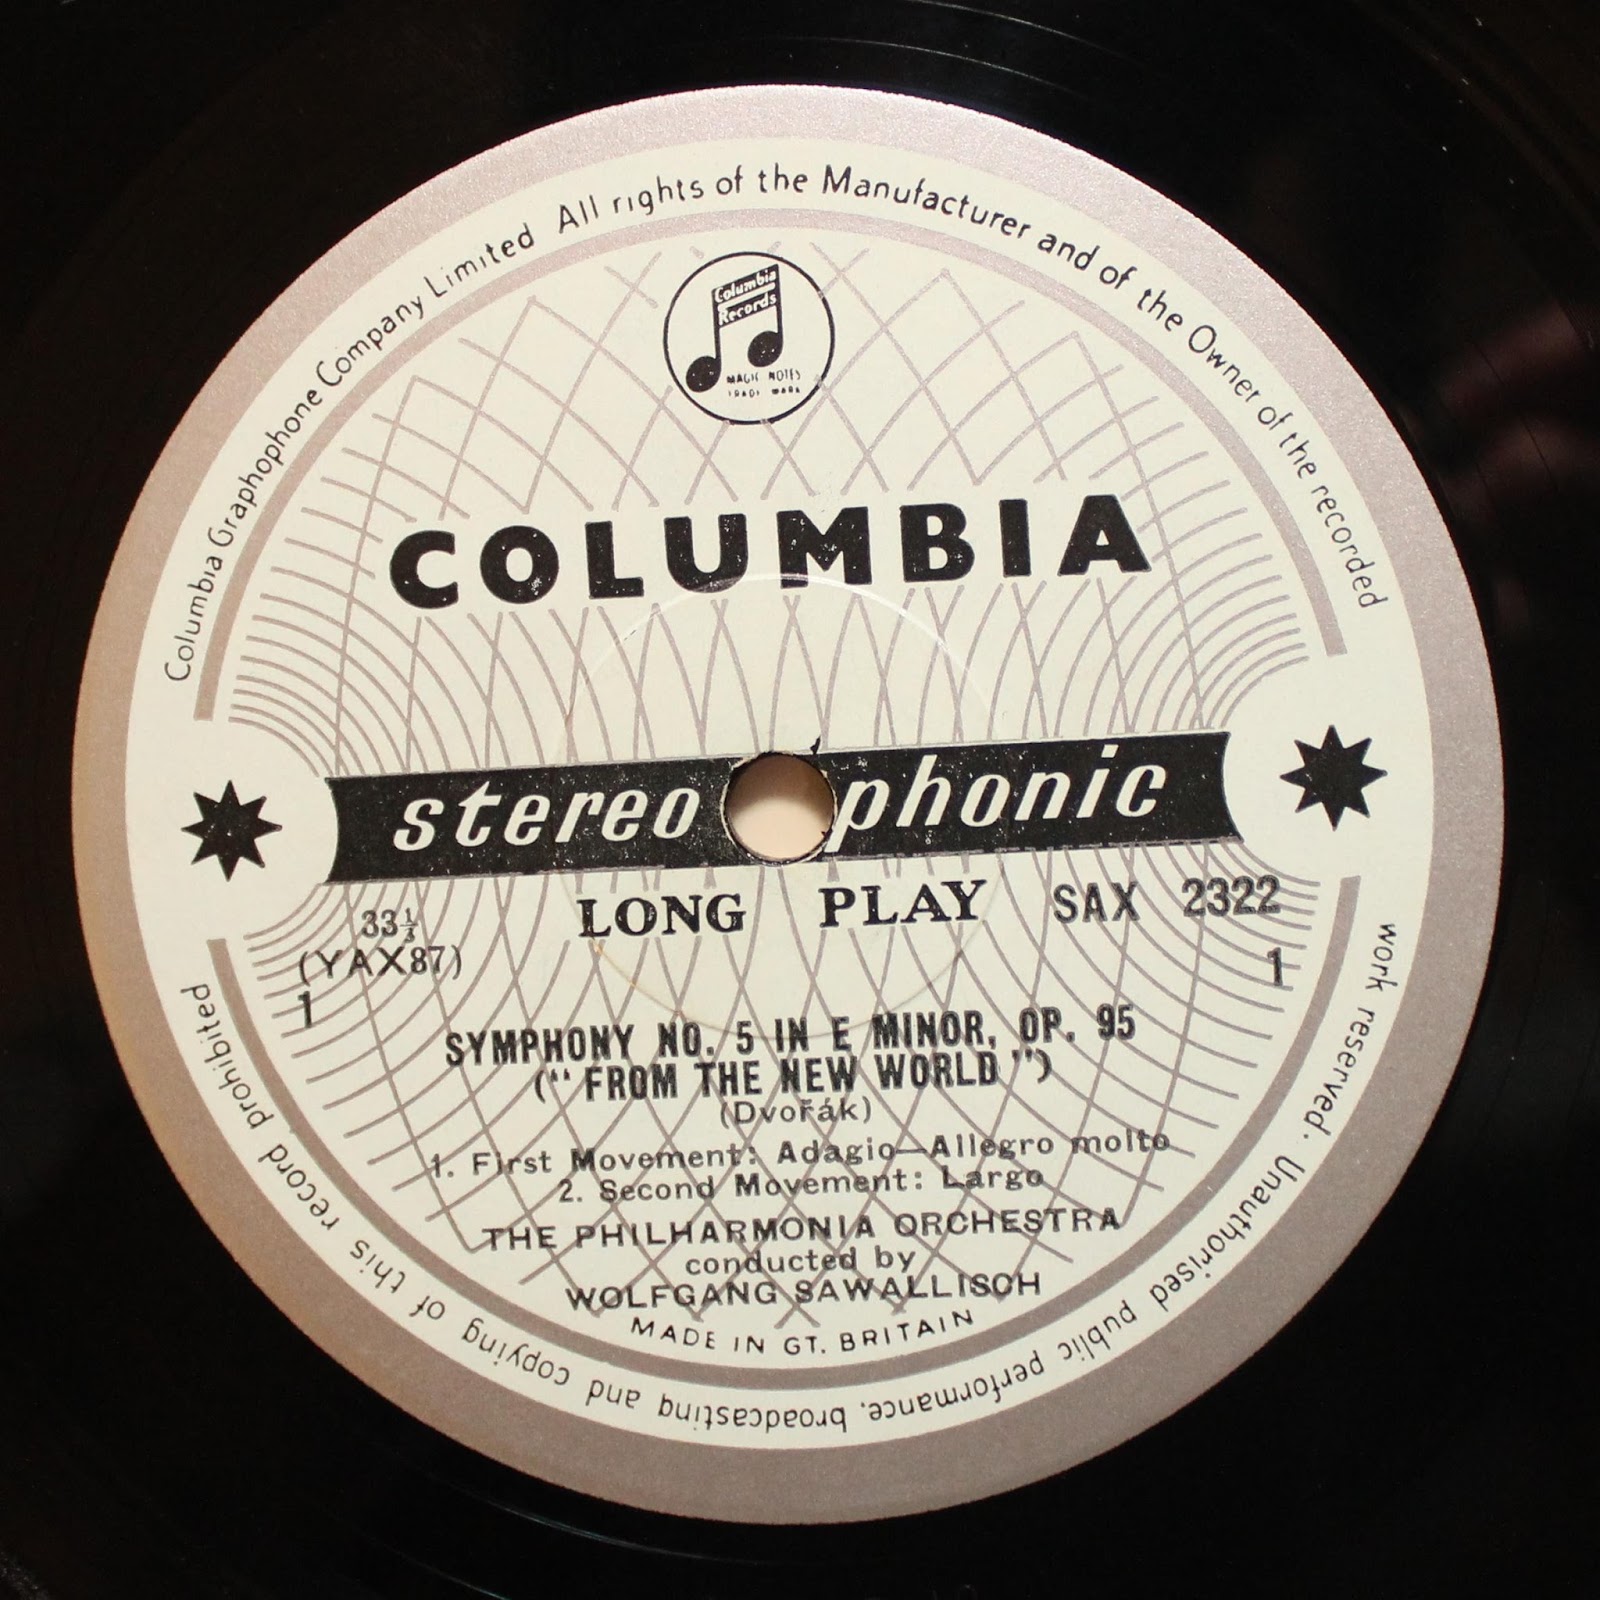 Columbia Graphophone Company Limited All rights of the Manufacturer and of the Owner of the recorded
work reserved. Unauthorised public performance, broadcasting and copying of this record prohibited
Columbia
Records
MAGIC NOTES
TRADE MARK
COLUMBIA
stereophonic
LONG PLAY SAX 2322
33⅓
(YAX87)
1
1
SYMPHONY NO. 5 IN E MINOR, OP. 95
(“ FROM THE NEW WORLD ”)
(Dvořák)
1. First Movement: Adagio—Allegro molto
2. Second Movement: Largo
THE PHILHARMONIA ORCHESTRA
conducted by
WOLFGANG SAWALLISCH
MADE IN GT. BRITAIN